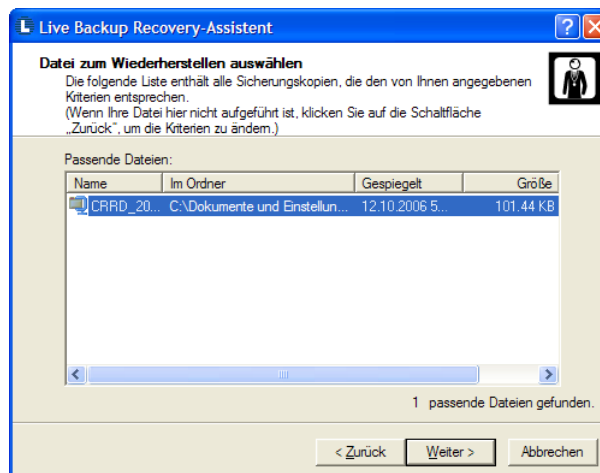 Live Backup Recovery-Assistent
Datei zum Wiederherstellen auswählen
Die folgende Liste enthält alle Sicherungskopien, die den von Ihnen angegebenen
Kriterien entsprechen.
(Wenn Ihre Datei hier nicht aufgeführt ist, klicken Sie auf die Schaltfläche
„Zurück", um die Kriterien zu ändern.)
Passende Dateien:
Name Im Ordner Gespiegelt Größe
CRRD_20... C:\Dokumente und Einstellun... 12.10.2006 5... 101.44 KB
1 passende Dateien gefunden.
< Zurück Weiter > Abbrechen